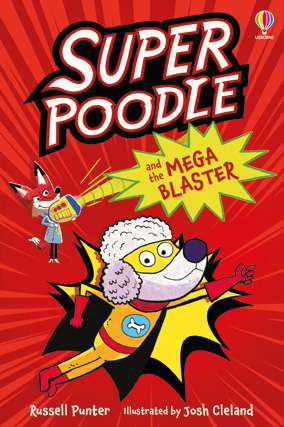 USBORNE
SUPER
POODLE
and the MEGA
BLASTER
Russell Punter Illustrated by Josh Cleland